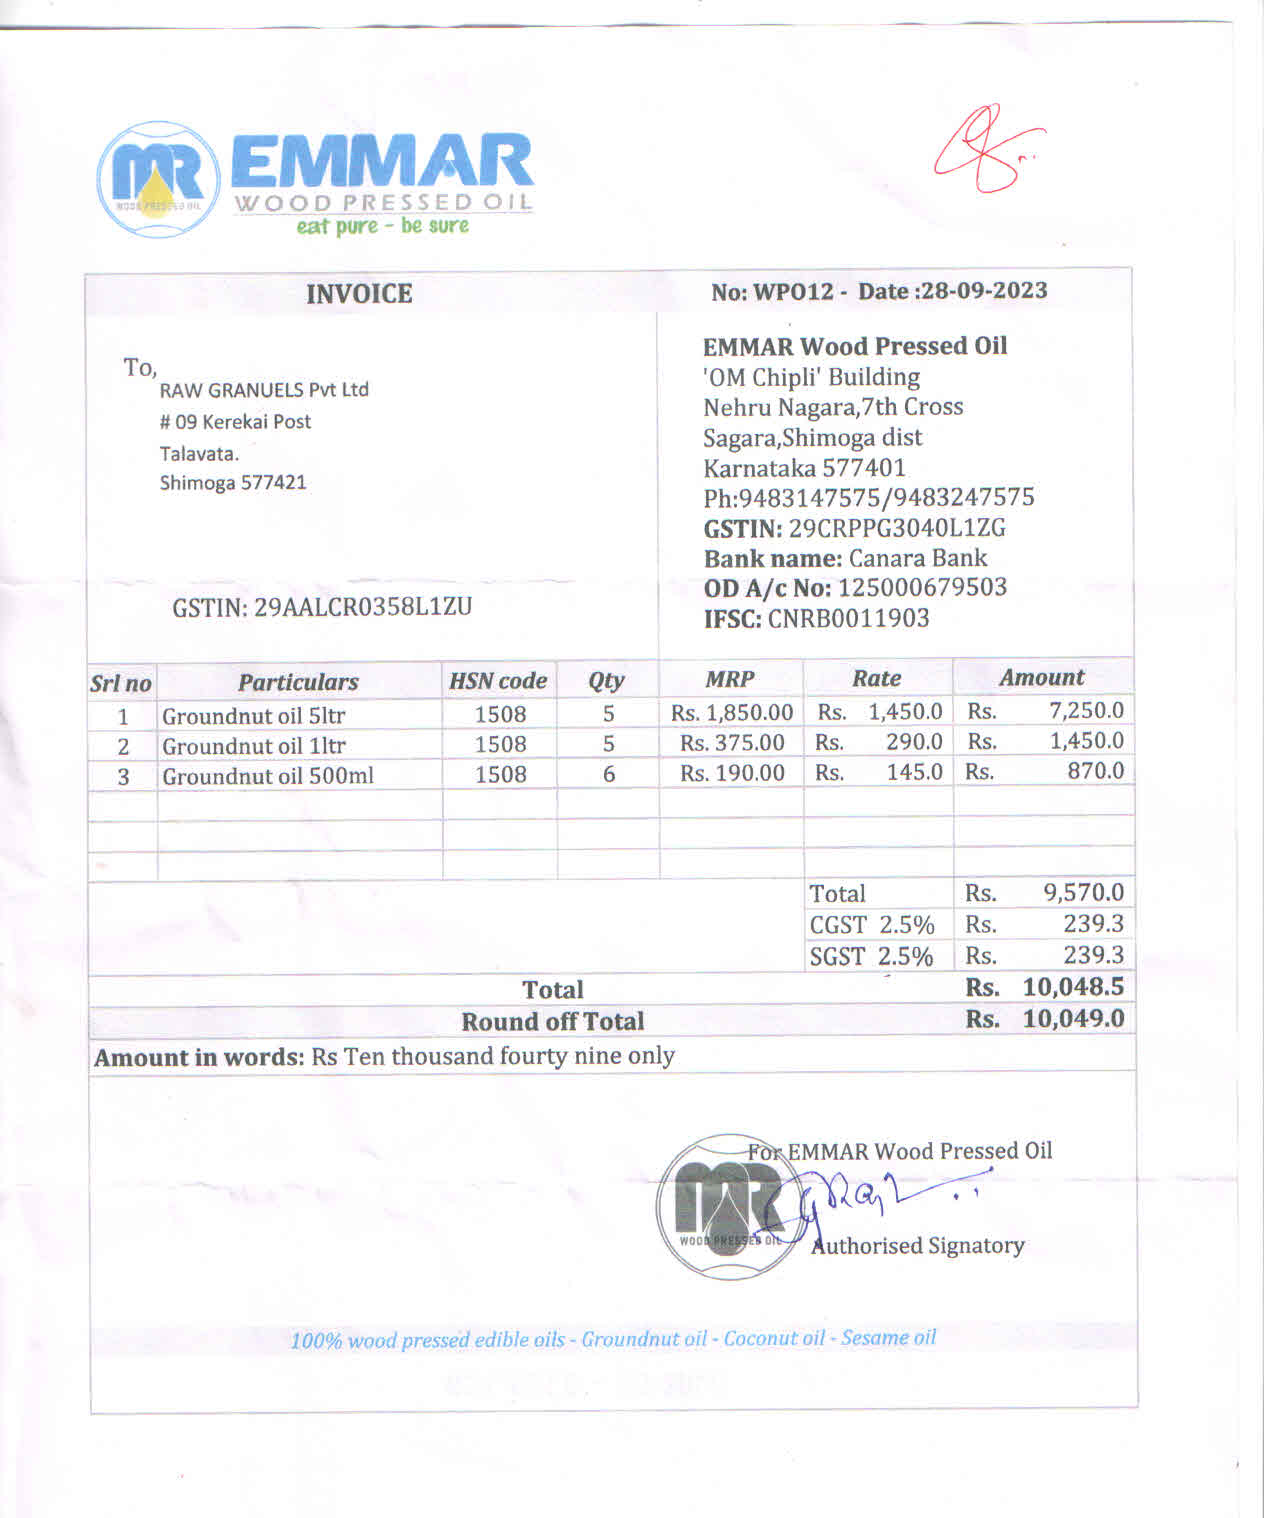 MR
WOOD PRESSED OIL
EMMAR
WOOD PRESSED OIL
eat pure - be sure
INVOICE
No: WPO12 - Date :28-09-2023
To,
RAW GRANUELS Pvt Ltd
# 09 Kerekai Post
Talavata.
Shimoga 577421
GSTIN: 29AALCR0358L1ZU
EMMAR Wood Pressed Oil
'OM Chipli' Building
Nehru Nagara,7th Cross
Sagara,Shimoga dist
Karnataka 577401
Ph:9483147575/9483247575
GSTIN: 29CRPPG3040L1ZG
Bank name: Canara Bank
OD A/c No: 125000679503
IFSC: CNRB0011903
Srl no Particulars HSN code Qty MRP Rate Amount
1 Groundnut oil 5ltr 1508 5 Rs. 1,850.00 Rs. 1,450.0 Rs. 7,250.0
2 Groundnut oil 1ltr 1508 5 Rs. 375.00 Rs. 290.0 Rs. 1,450.0
3 Groundnut oil 500ml 1508 6 Rs. 190.00 Rs. 145.0 Rs. 870.0
Total Rs. 9,570.0
CGST 2.5% Rs. 239.3
SGST 2.5% Rs. 239.3
Total Rs. 10,048.5
Round off Total Rs. 10,049.0
Amount in words: Rs Ten thousand fourty nine only
For EMMAR Wood Pressed Oil
MR
WOOD PRESSED OIL
Authorised Signatory
100% wood pressed edible oils - Groundnut oil - Coconut oil - Sesame oil